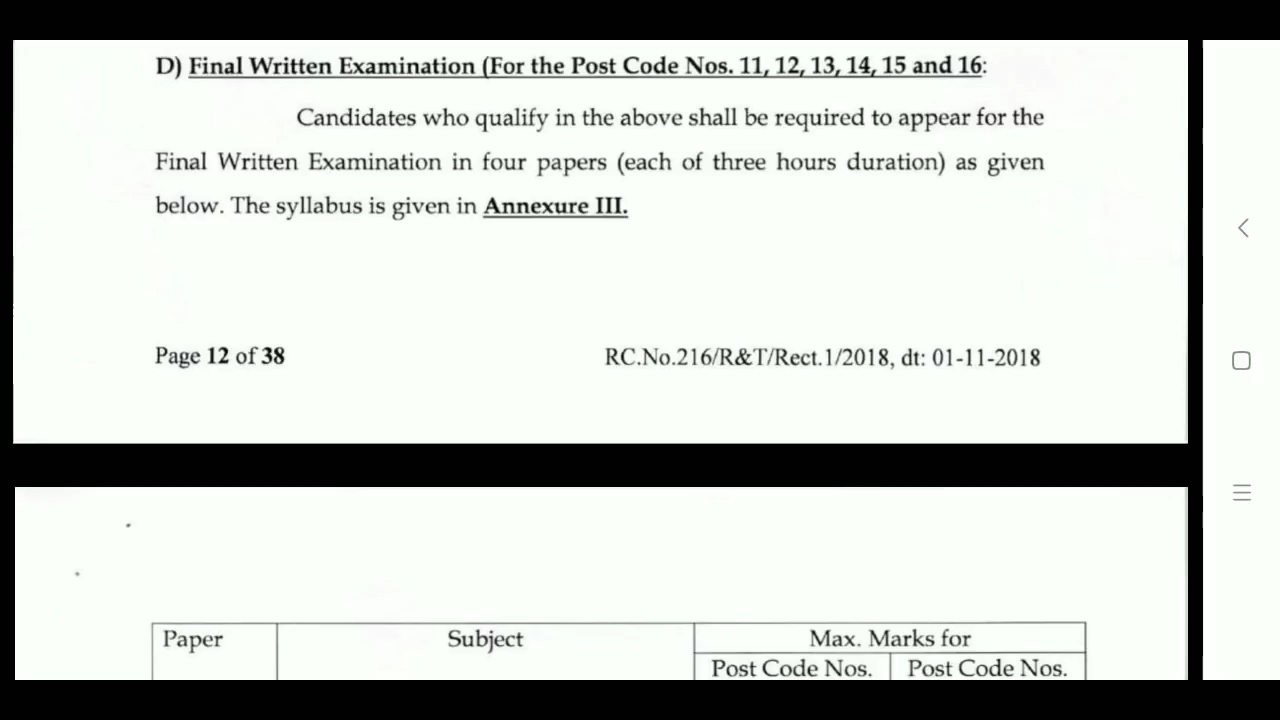 D) Final Written Examination (For the Post Code Nos. 11, 12, 13, 14, 15 and 16:
Candidates who qualify in the above shall be required to appear for the
Final Written Examination in four papers (each of three hours duration) as given
below. The syllabus is given in Annexure III.
Page 12 of 38 RC.No.216/R&T/Rect.1/2018, dt: 01-11-2018
Paper Subject Max. Marks for
Post Code Nos. Post Code Nos.